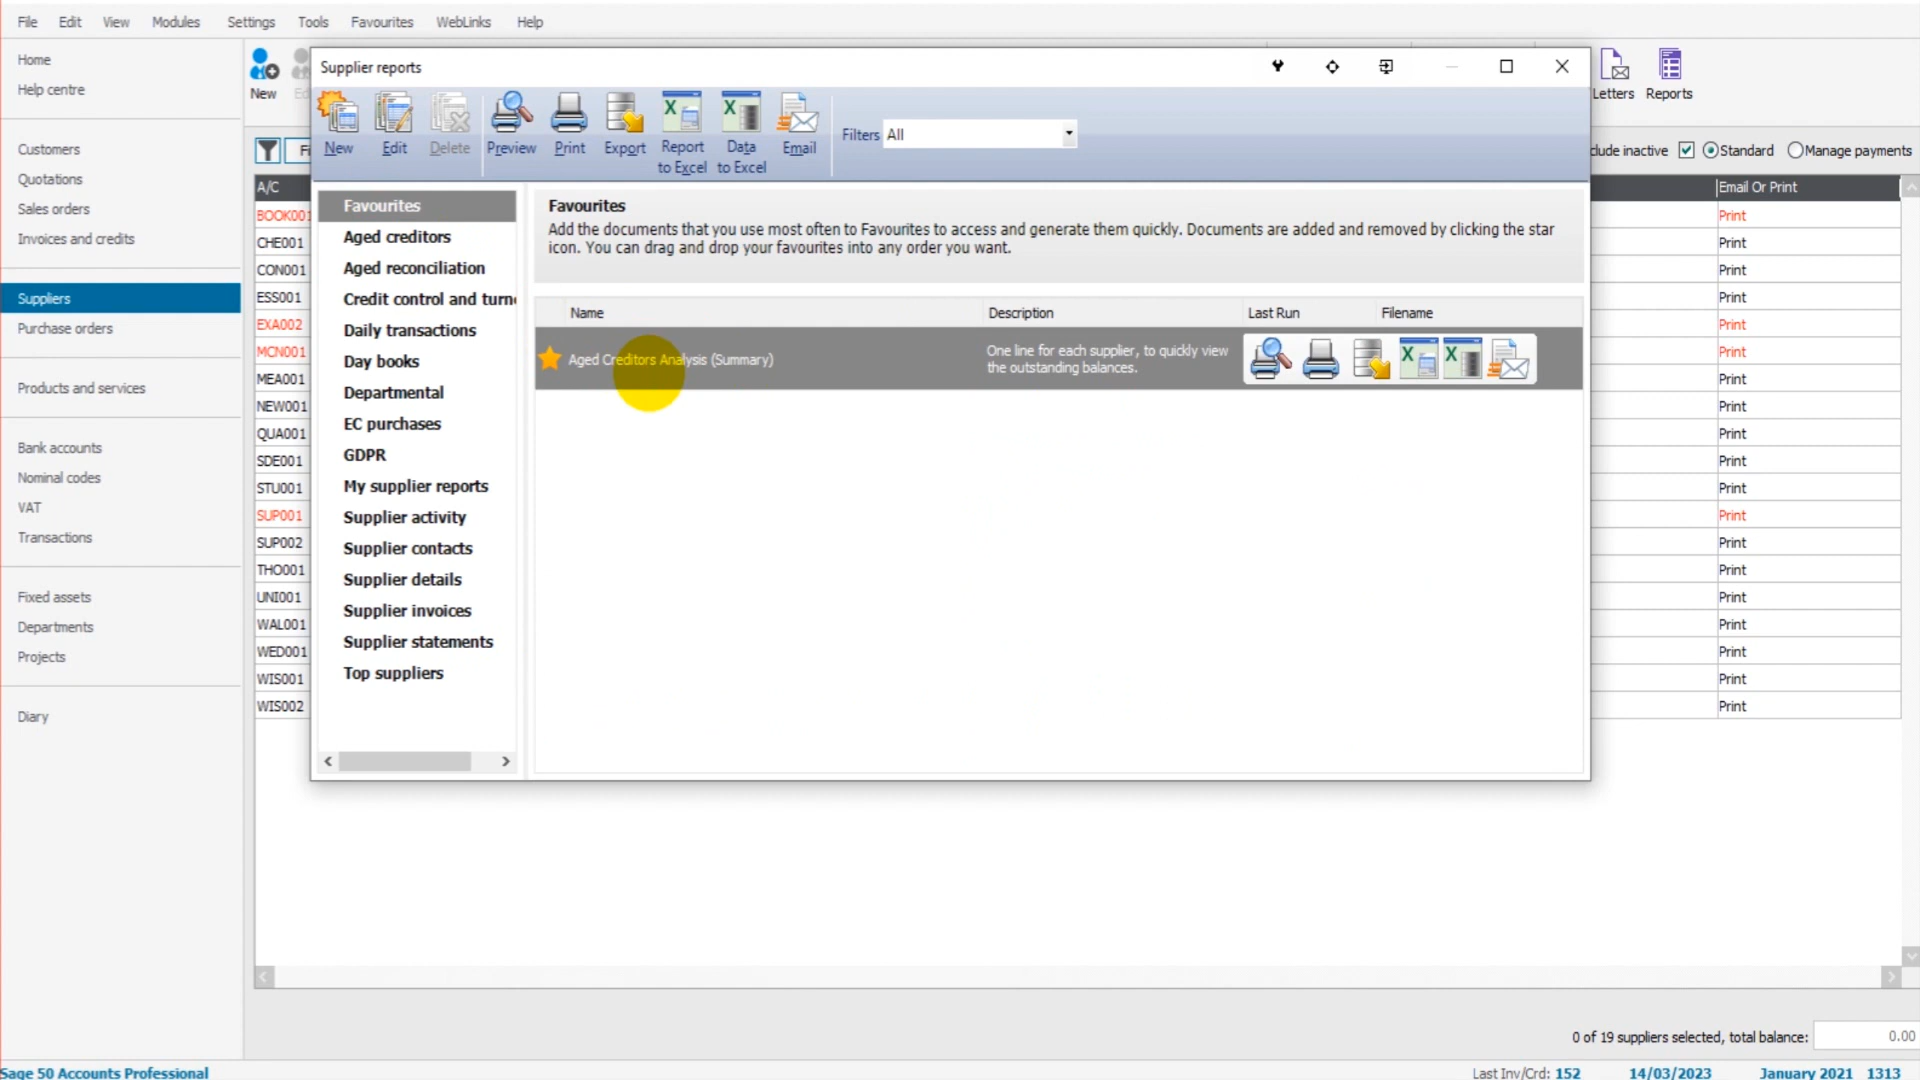 File Edit View Modules Settings Tools Favourites WebLinks Help
Home
Help centre
Customers
Quotations
Sales orders
Invoices and credits
Suppliers
Purchase orders
Products and services
Bank accounts
Nominal codes
VAT
Transactions
Fixed assets
Departments
Projects
Diary
New
Letters Reports
Supplier reports
New Edit Delete Preview Print Export Report to Excel Data to Excel Email
Filters All
inactive Standard Manage payments
A/C Email Or Print
BOOK001 Print
CHE001 Print
CON001 Print
ESS001 Print
EXA002 Print
MCN001 Print
MEA001 Print
NEW001 Print
QUA001 Print
SDE001 Print
STU001 Print
SUP001 Print
SUP002 Print
THO001 Print
UNI001 Print
WAL001 Print
WED001 Print
WIS001 Print
WIS002 Print
Favourites
Aged creditors
Aged reconciliation
Credit control and turn
Daily transactions
Day books
Departmental
EC purchases
GDPR
My supplier reports
Supplier activity
Supplier contacts
Supplier details
Supplier invoices
Supplier statements
Top suppliers
Favourites
Add the documents that you use most often to Favourites to access and generate them quickly. Documents are added and removed by clicking the star
icon. You can drag and drop your favourites into any order you want.
Name Description Last Run Filename
Aged Creditors Analysis (Summary)
One line for each supplier, to quickly view
the outstanding balances.
0 of 19 suppliers selected, total balance: 0.00
Sage 50 Accounts Professional Last Inv/Crd: 152 14/03/2023 January 2021 1313